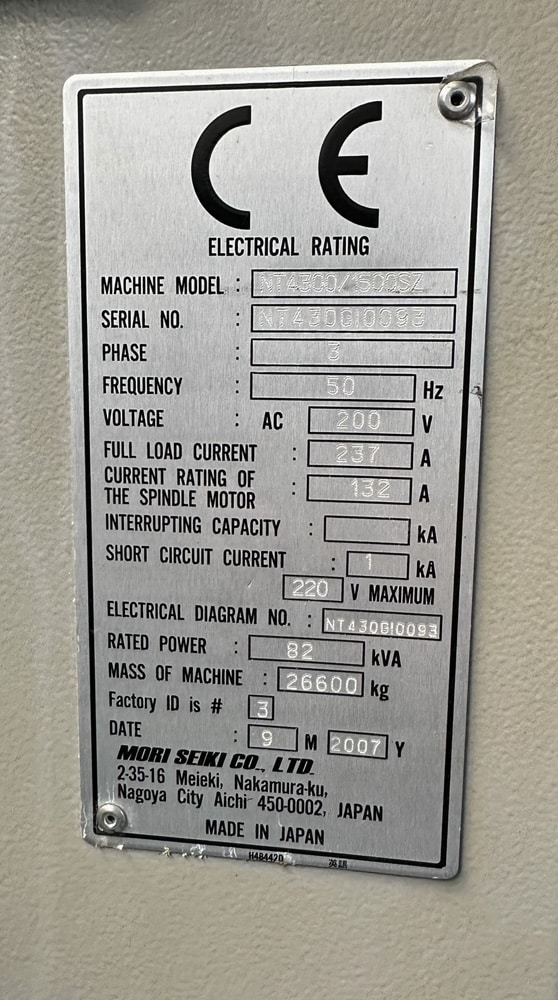 CE
ELECTRICAL RATING
MACHINE MODEL : NT4300/1500SZ
SERIAL NO. : NT430GI0093
PHASE : 3
FREQUENCY : 50 Hz
VOLTAGE : AC 200 V
FULL LOAD CURRENT : 237 A
CURRENT RATING OF
THE SPINDLE MOTOR : 132 A
INTERRUPTING CAPACITY : kA
SHORT CIRCUIT CURRENT : 1 kA
220 V MAXIMUM
ELECTRICAL DIAGRAM NO. : NT430GI0093
RATED POWER : 82 kVA
MASS OF MACHINE : 26600 kg
Factory ID is # 3
DATE : 9 M 2007 Y
MORI SEIKI CO., LTD.
2-35-16 Meieki, Nakamura-ku,
Nagoya City Aichi 450-0002, JAPAN
MADE IN JAPAN